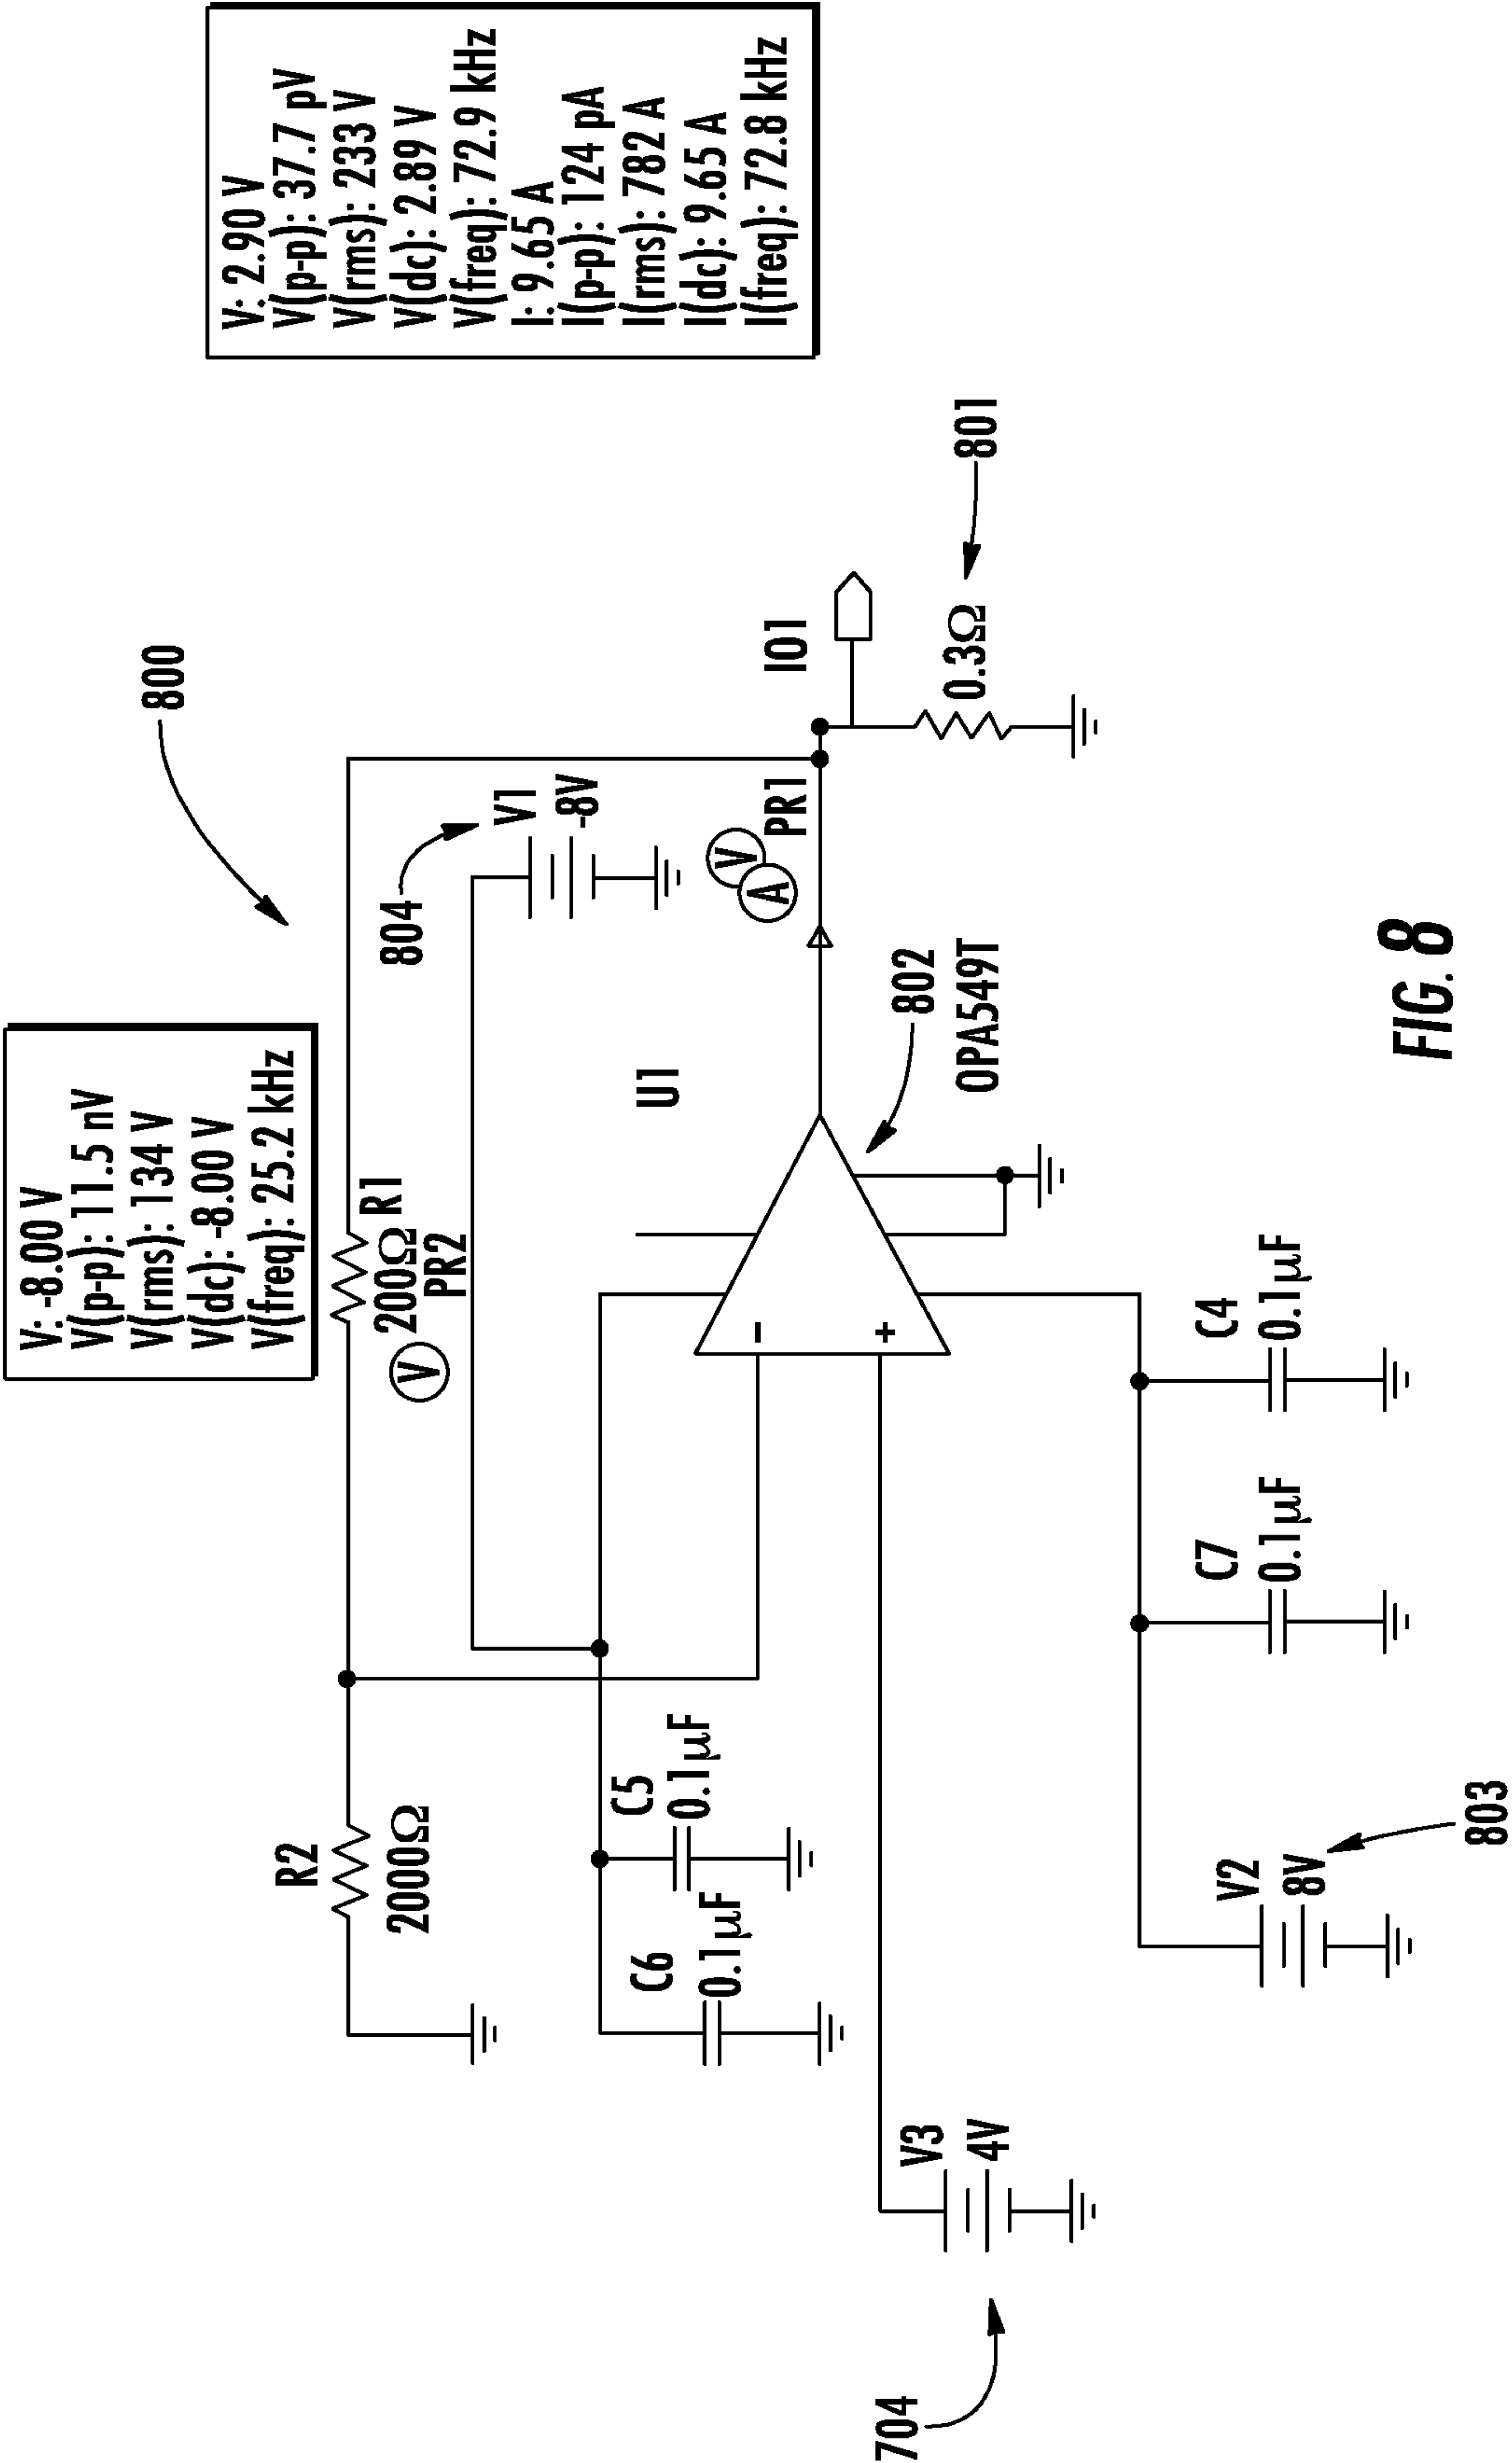 800
V: -8.00 V
V(p-p): 11.5 nV
V(rms): 134 V
V(dc): -8.00 V
V(freq): 25.2 kHz
V: 2.90 V
V(p-p): 37.7 pV
V(rms): 233 V
V(dc): 2.89 V
V(freq): 72.9 kHz
I: 9.65 A
I(p-p): 124 pA
I(rms): 782 A
I(dc): 9.65 A
I(freq): 72.8 kHz
R2
2000Ω
R1
200Ω
PR2
V
804
V1
-8V
C6
0.1µF
C5
0.1µF
U1
V
A
PR1
IO1
–
+
802
OPA549T
0.3Ω
801
704
V3
4V
V2
8V
803
C7
0.1µF
C4
0.1µF
FIG. 8